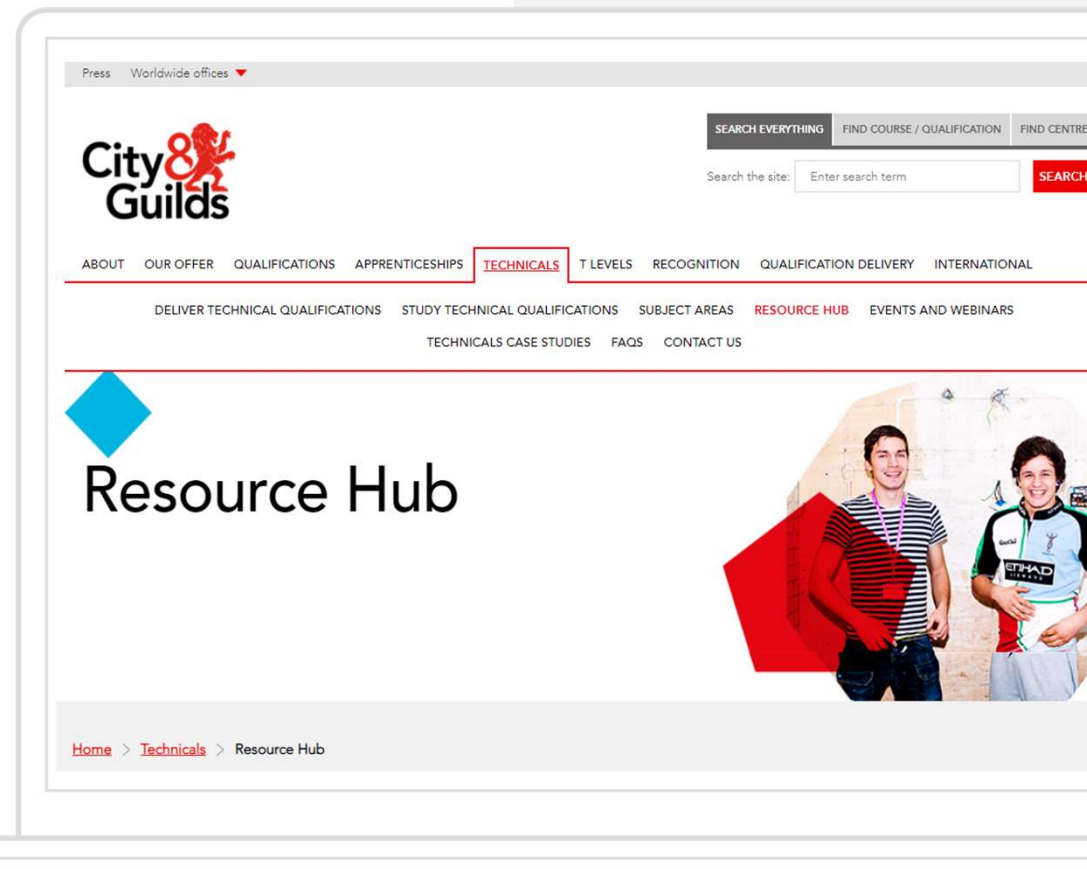 Press Worldwide offices
SEARCH EVERYTHING FIND COURSE / QUALIFICATION FIND CENTRE
City&
Guilds
Search the site: Enter search term SEARCH
ABOUT OUR OFFER QUALIFICATIONS APPRENTICESHIPS TECHNICALS T LEVELS RECOGNITION QUALIFICATION DELIVERY INTERNATIONAL
DELIVER TECHNICAL QUALIFICATIONS STUDY TECHNICAL QUALIFICATIONS SUBJECT AREAS RESOURCE HUB EVENTS AND WEBINARS
TECHNICALS CASE STUDIES FAQS CONTACT US
Resource Hub
ETIHAD
AIRWAYS
Home > Technicals > Resource Hub